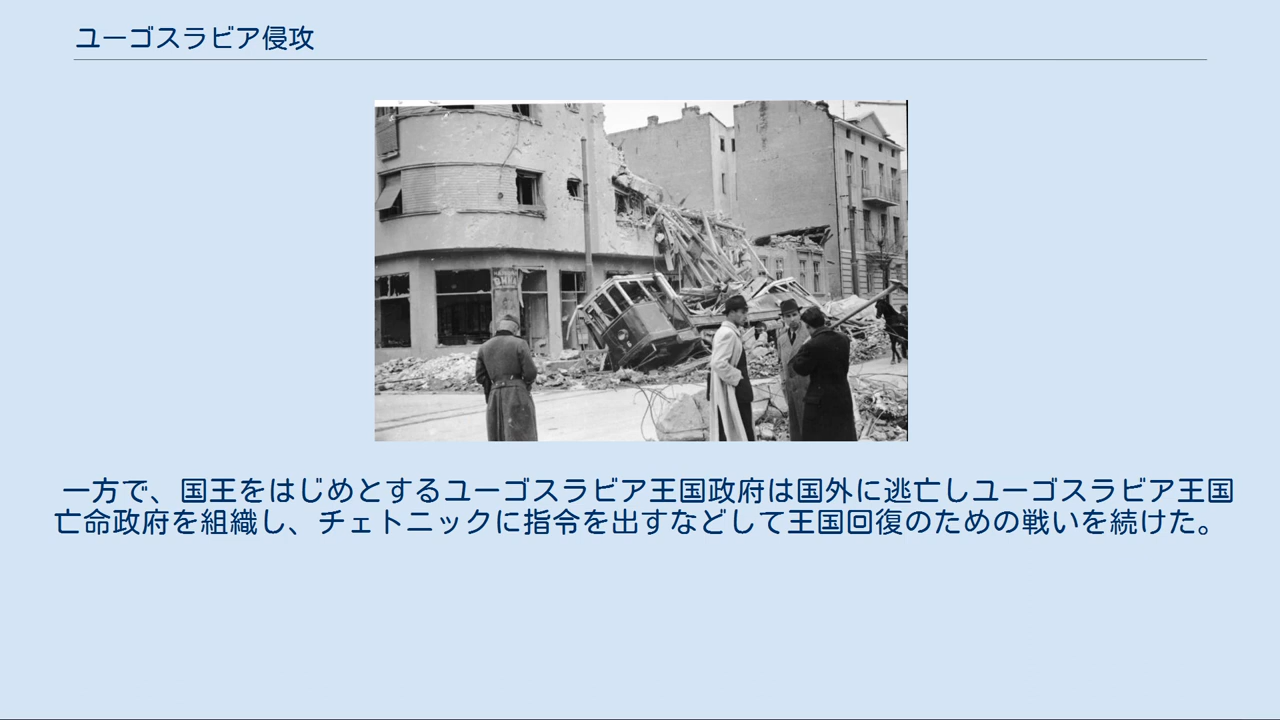 ユーゴスラビア侵攻
一方で、国王をはじめとするユーゴスラビア王国政府は国外に逃亡しユーゴスラビア王国
亡命政府を組織し、チェトニックに指令を出すなどして王国回復のための戦いを続けた。